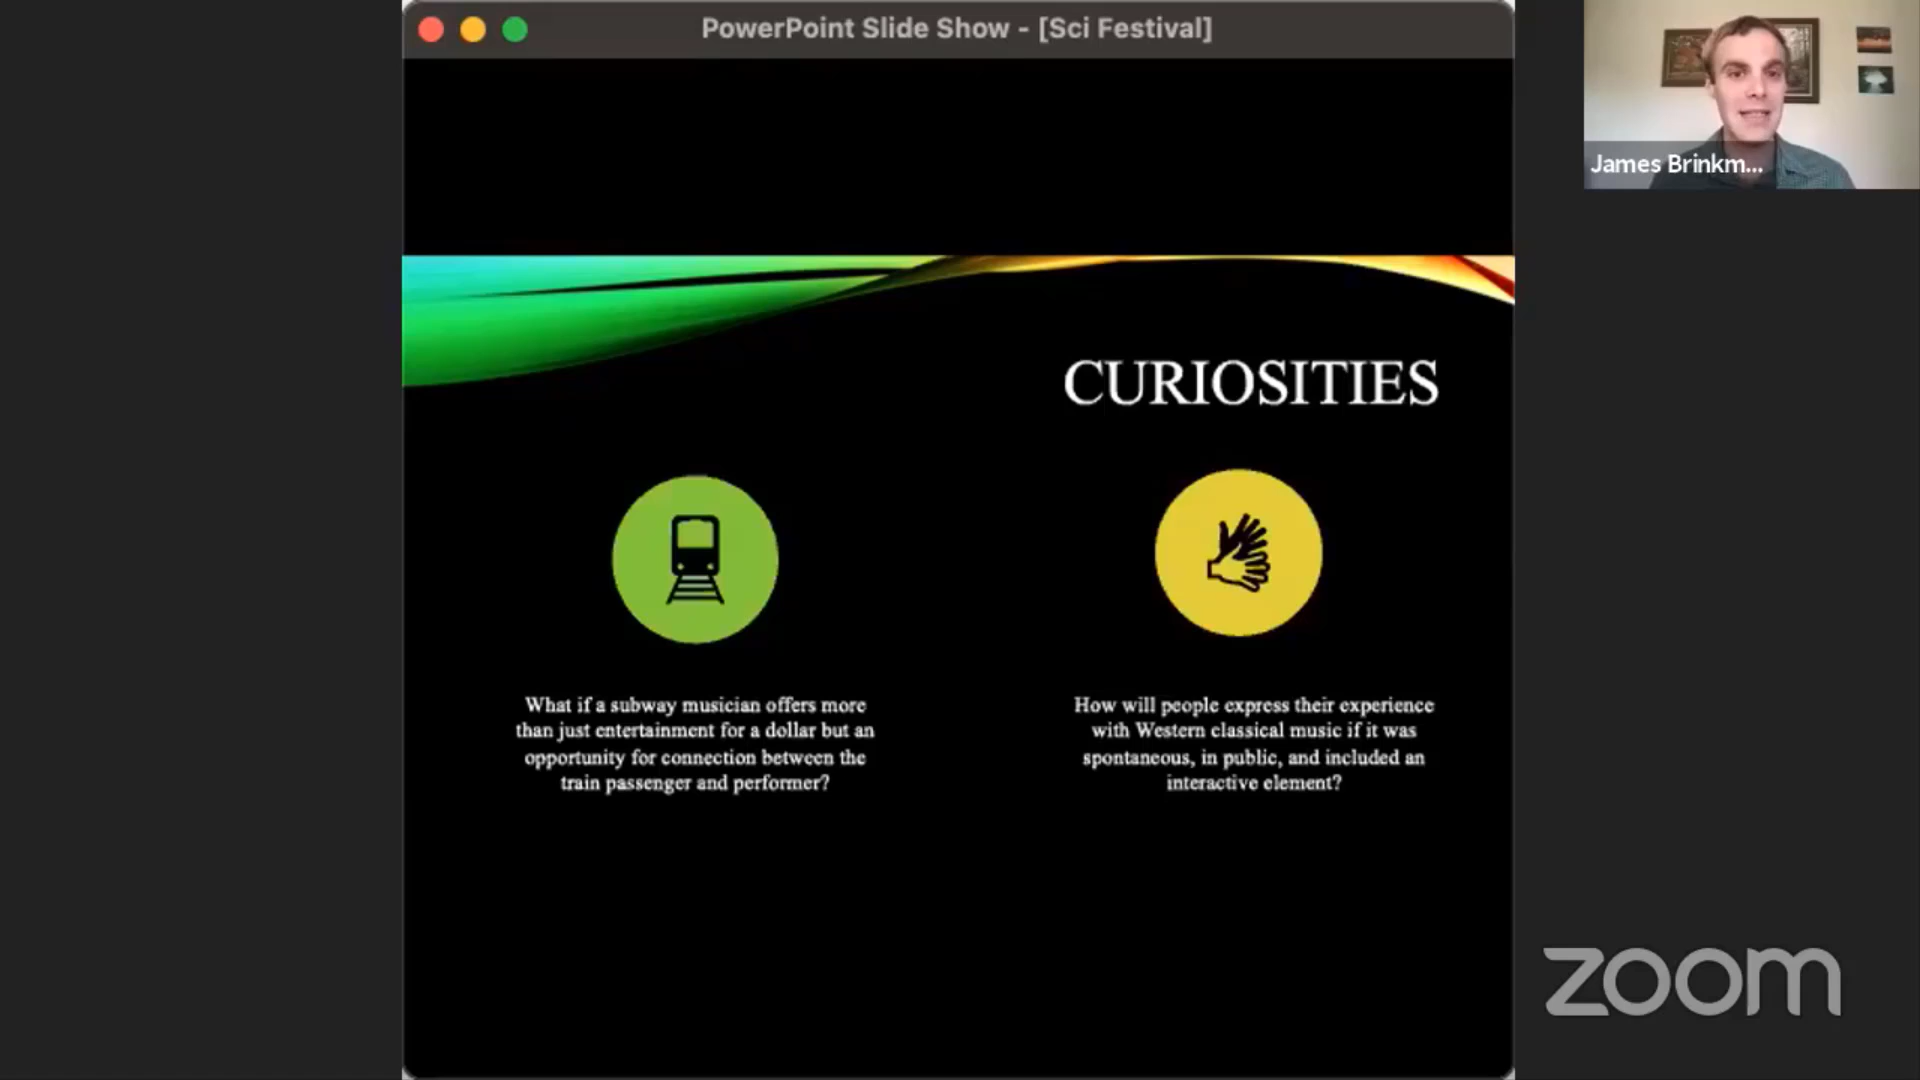 PowerPoint Slide Show - [Sci Festival]
James Brinkm...
CURIOSITIES
What if a subway musician offers more
than just entertainment for a dollar but an
opportunity for connection between the
train passenger and performer?
How will people express their experience
with Western classical music if it was
spontaneous, in public, and included an
interactive element?
zoom